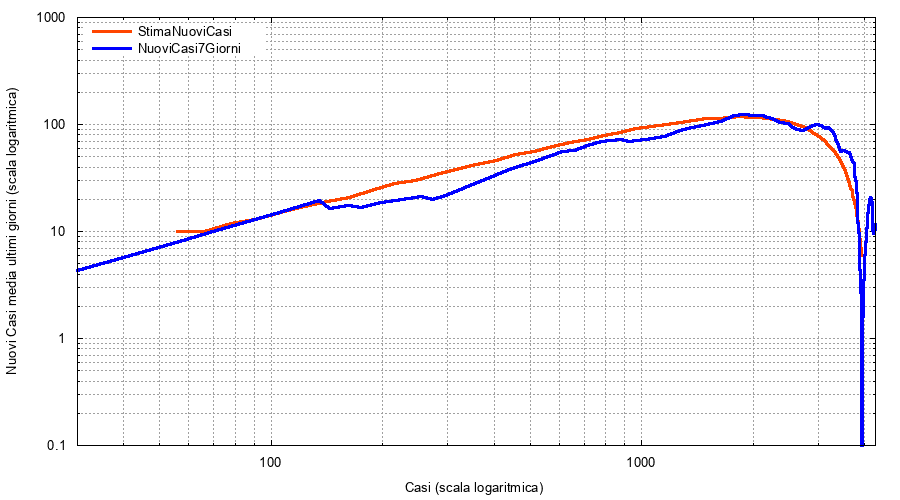 1000
StimaNuoviCasi
NuoviCasi7Giorni
100
10
1
0.1
Nuovi Casi media ultimi giorni (scala logaritmica)
100
1000
Casi (scala logaritmica)